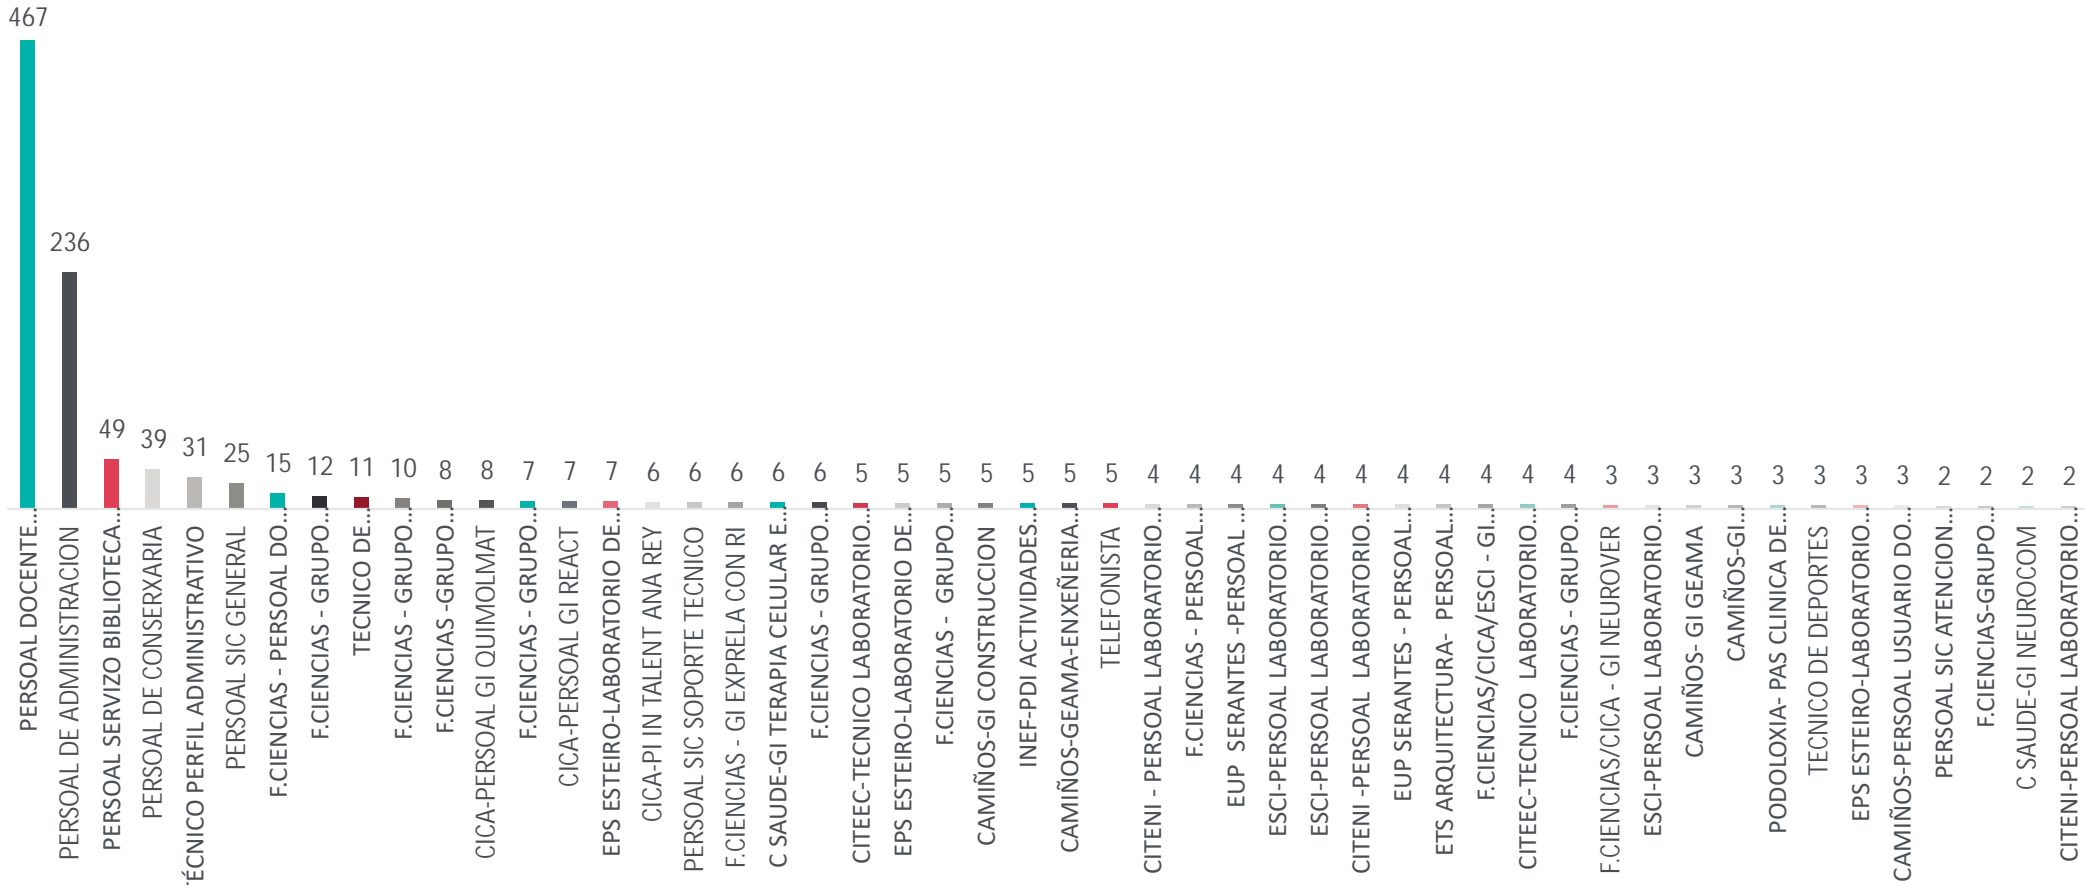 467
236
49
39
31
25
15
12
11
10
8
8
7
7
7
6
6
6
6
6
5
5
5
5
5
5
5
4
4
4
4
4
4
4
4
4
4
4
3
3
3
3
3
3
3
3
2
2
2
2
PERSOAL DOCENTE...
PERSOAL DE ADMINISTRACION
PERSOAL SERVIZO BIBLIOTECA...
PERSOAL DE CONSERXARIA
TÉCNICO PERFIL ADMINISTRATIVO
PERSOAL SIC GENERAL
F.CIENCIAS - PERSOAL DO...
F.CIENCIAS - GRUPO...
TECNICO DE...
F.CIENCIAS - GRUPO...
F.CIENCIAS -GRUPO...
CICA-PERSOAL GI QUIMOLMAT
F.CIENCIAS - GRUPO...
CICA-PERSOAL GI REACT
EPS ESTEIRO-LABORATORIO DE...
CICA-PI IN TALENT ANA REY
PERSOAL SIC SOPORTE TECNICO
F.CIENCIAS - GI EXPRELA CON RI
C SAUDE-GI TERAPIA CELULAR E...
F.CIENCIAS - GRUPO...
CITEEC-TECNICO LABORATORIO...
EPS ESTEIRO-LABORATORIO DE...
F.CIENCIAS - GRUPO...
CAMIÑOS-GI CONSTRUCCION
INEF-PDI ACTIVIDADES...
CAMIÑOS-GEAMA-ENXEÑERIA...
TELEFONISTA
CITENI - PERSOAL LABORATORIO...
F.CIENCIAS - PERSOAL...
EUP SERANTES -PERSOAL ...
ESCI-PERSOAL LABORATORIO...
ESCI-PERSOAL LABORATORIO...
CITENI -PERSOAL LABORATORIO...
EUP SERANTES - PERSOAL...
ETS ARQUITECTURA- PERSOAL...
F.CIENCIAS/CICA/ESCI - GI...
CITEEC-TECNICO LABORATORIO...
F.CIENCIAS - GRUPO...
F.CIENCIAS/CICA - GI NEUROVER
ESCI-PERSOAL LABORATORIO...
CAMIÑOS- GI GEAMA
CAMIÑOS-GI...
PODOLOXIA- PAS CLINICA DE...
TECNICO DE DEPORTES
EPS ESTEIRO-LABORATORIO...
CAMIÑOS-PERSOAL USUARIO DO...
PERSOAL SIC ATENCION...
F.CIENCIAS-GRUPO...
C SAUDE-GI NEUROCOM
CITENI-PERSOAL LABORATORIO...